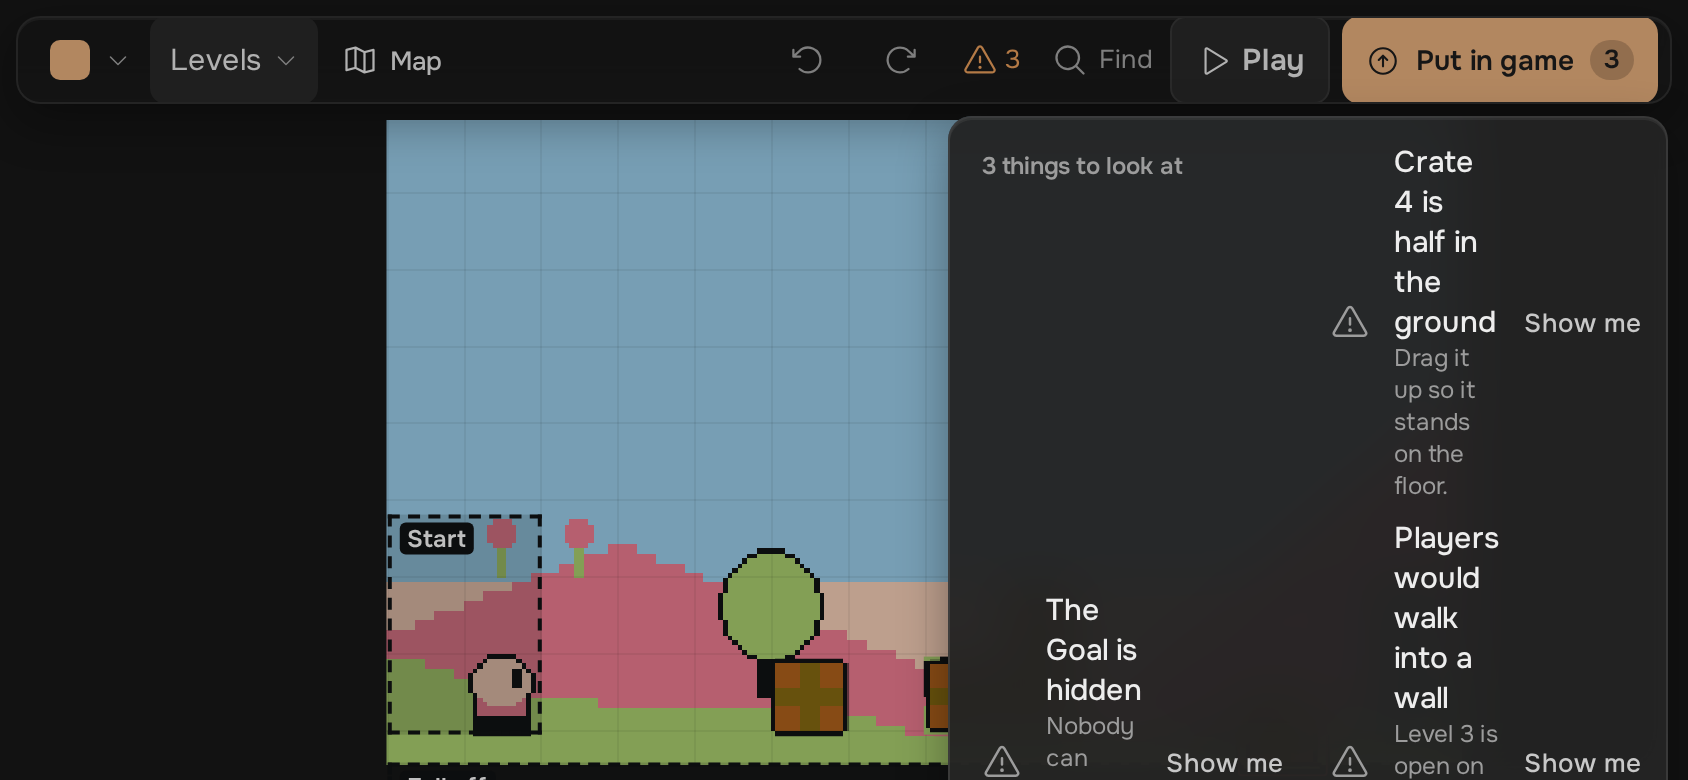 Levels
Map
3
Find
Play
Put in game 3
3 things to look at
Crate
4 is
half in
the
ground
Show me
Drag it
up so it
stands
on the
floor.
The
Goal is
hidden
Nobody
can
Show me
Players
would
walk
into a
wall
Level 3 is
open on
Show me
Start